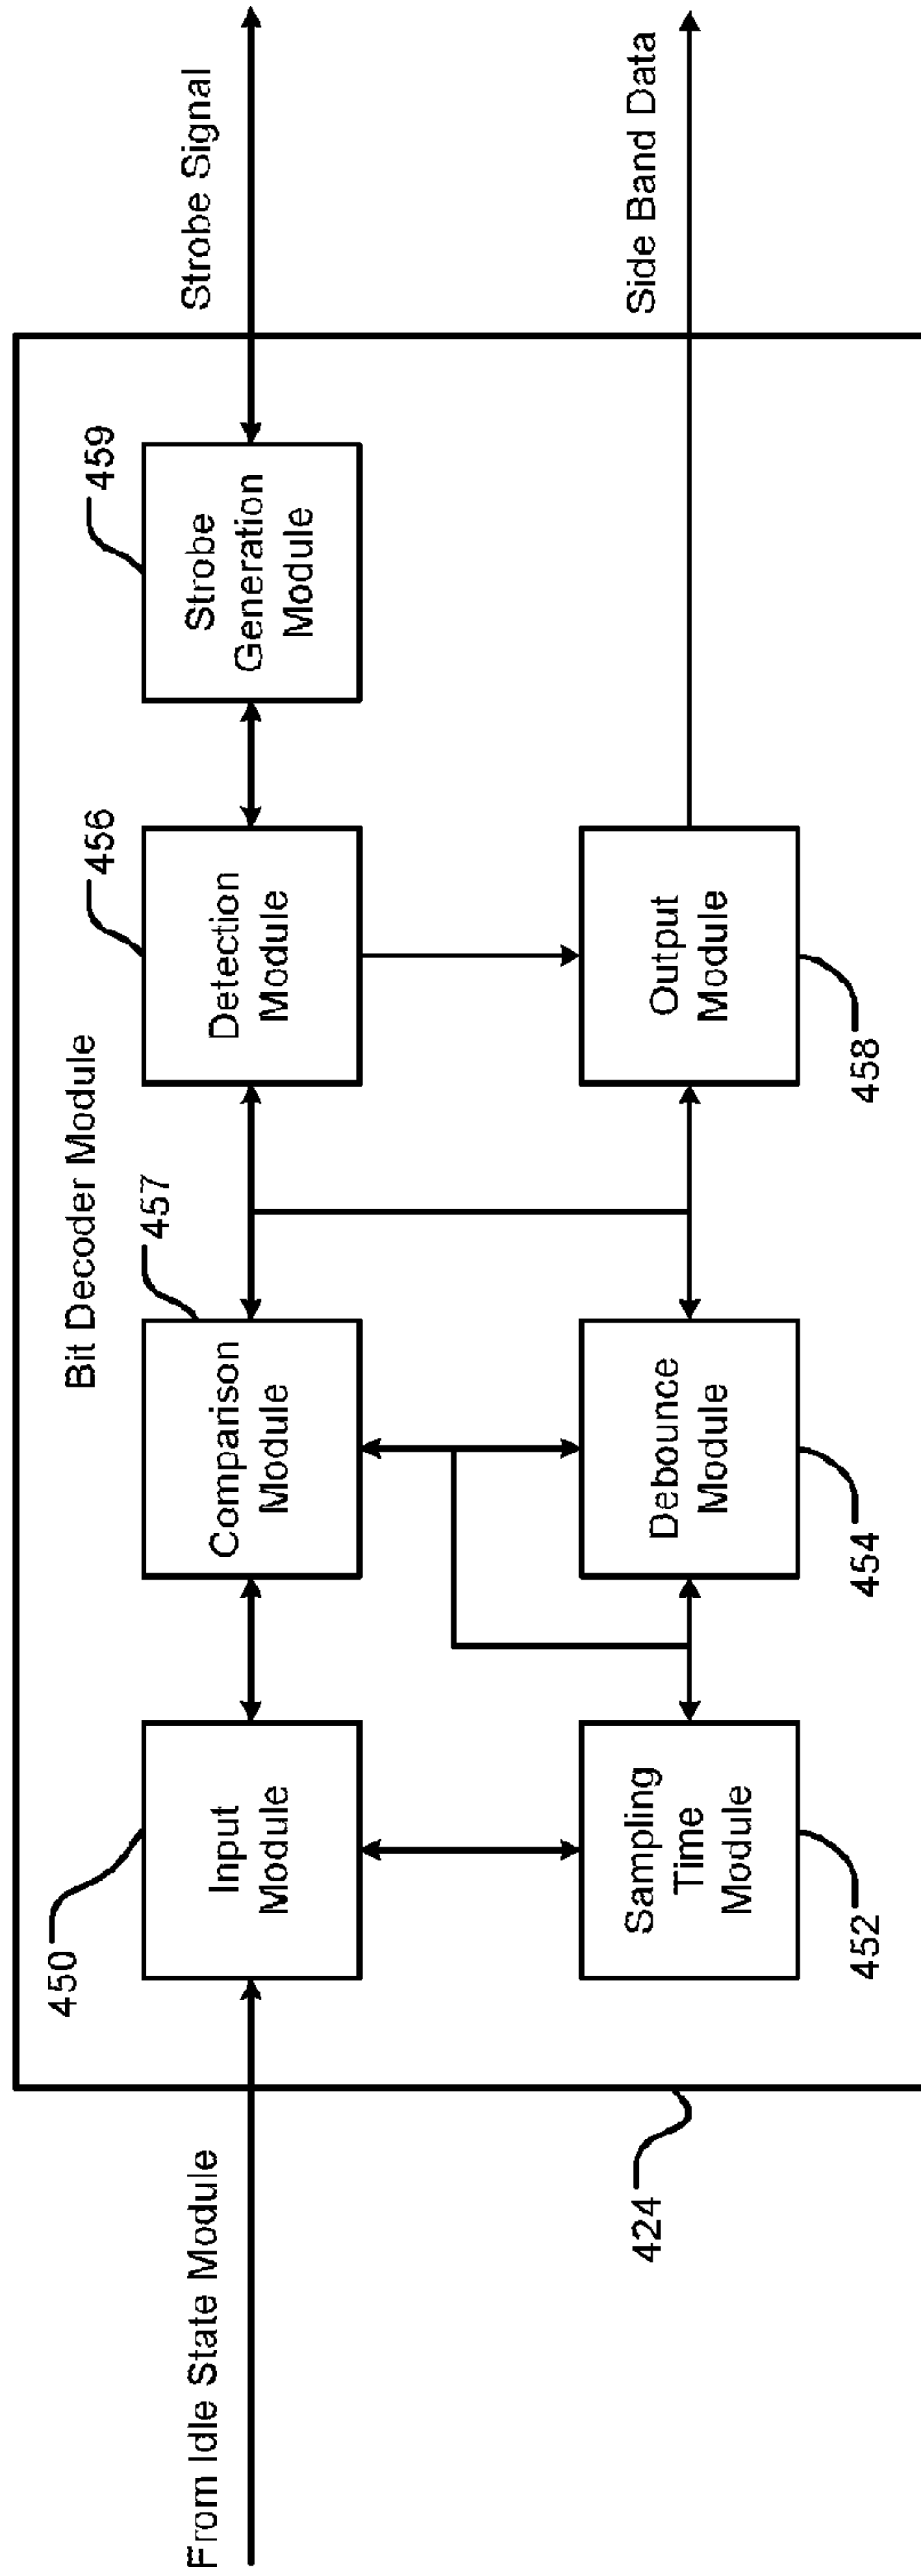 Bit Decoder Module
From Idle State Module
450
Input
Module
457
Comparison
Module
456
Detection
Module
459
Strobe
Generation
Module
Strobe Signal
Sampling
Time
Module
452
Debounce
Module
454
Output
Module
458
Side Band Data
424